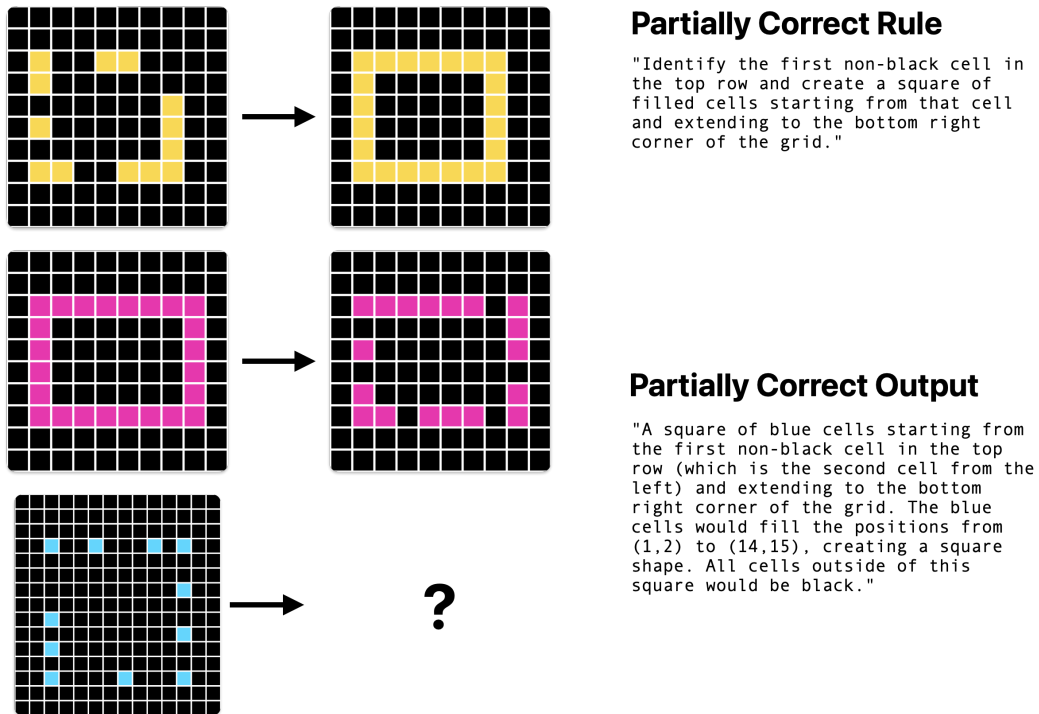 Partially Correct Rule
"Identify the first non-black cell in
the top row and create a square of
filled cells starting from that cell
and extending to the bottom right
corner of the grid."
Partially Correct Output
"A square of blue cells starting from
the first non-black cell in the top
row (which is the second cell from the
left) and extending to the bottom
right corner of the grid. The blue
cells would fill the positions from
(1,2) to (14,15), creating a square
shape. All cells outside of this
square would be black."
?